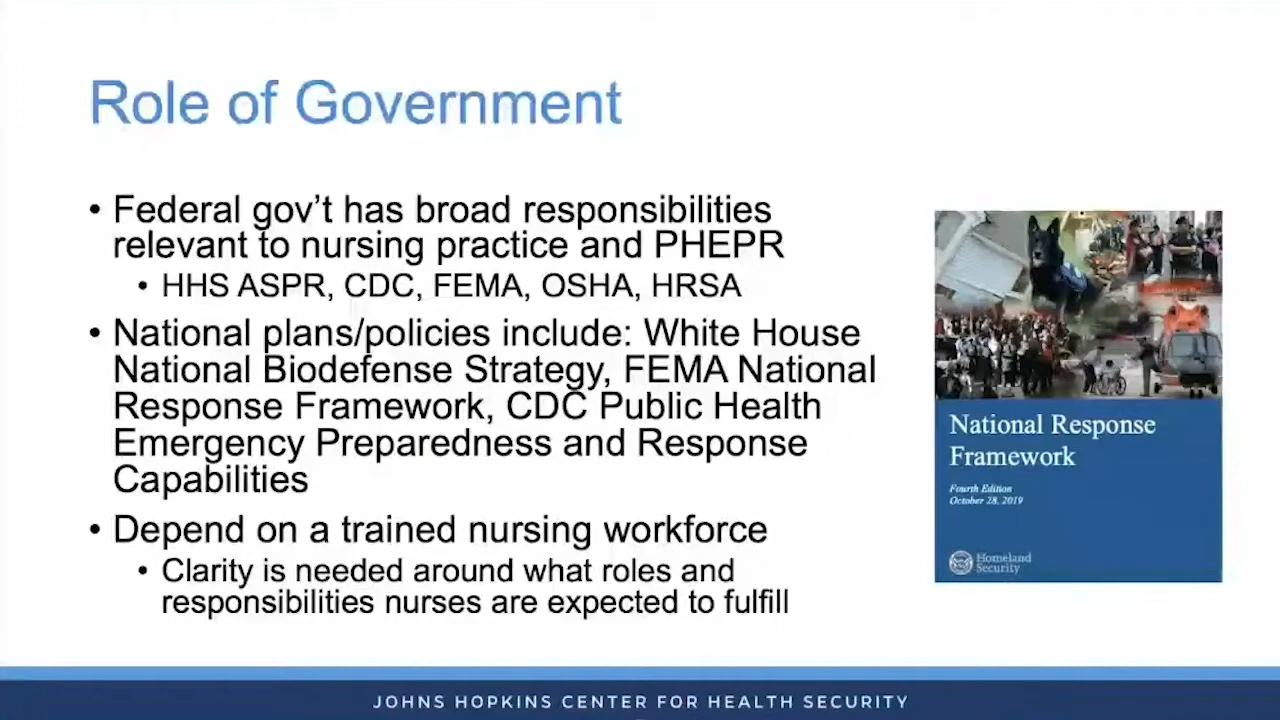 Role of Government
• Federal gov’t has broad responsibilities
relevant to nursing practice and PHEPR
• HHS ASPR, CDC, FEMA, OSHA, HRSA
• National plans/policies include: White House
National Biodefense Strategy, FEMA National
Response Framework, CDC Public Health
Emergency Preparedness and Response
Capabilities
• Depend on a trained nursing workforce
• Clarity is needed around what roles and
responsibilities nurses are expected to fulfill
National Response
Framework
Fourth Edition
October 28, 2019
Homeland
Security
JOHNS HOPKINS CENTER FOR HEALTH SECURITY